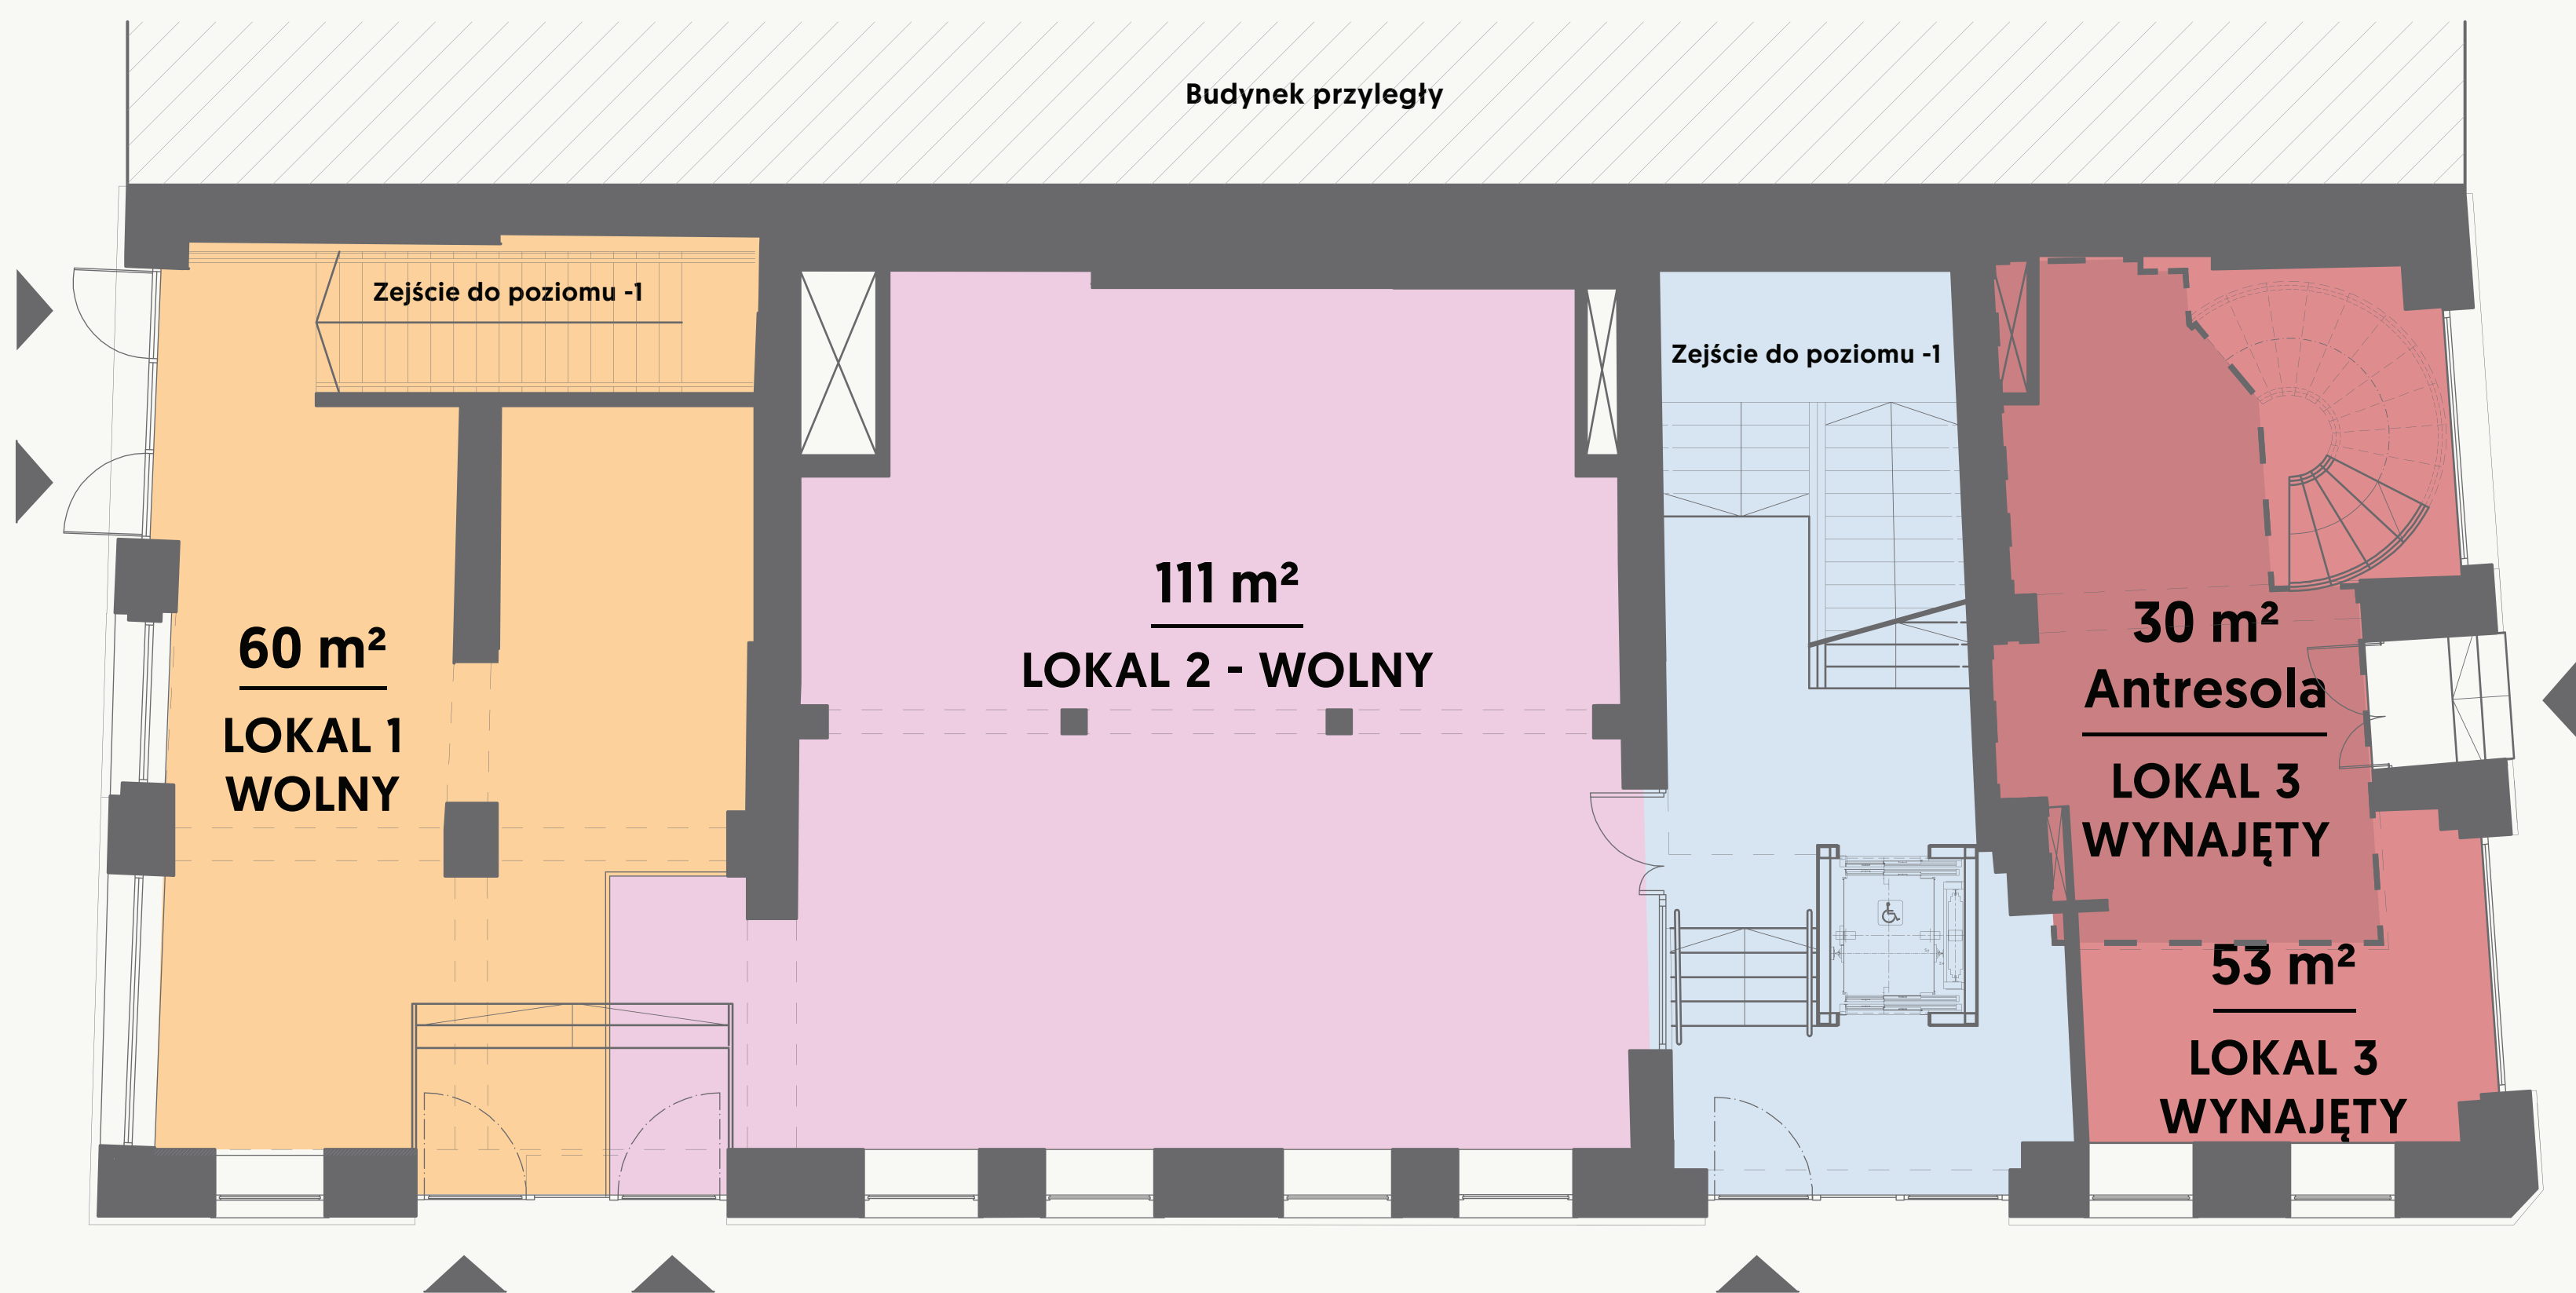 Budynek przyległy
Zejście do poziomu -1
60 m²
LOKAL 1
WOLNY
111 m²
LOKAL 2 - WOLNY
Zejście do poziomu -1
30 m²
Antresola
LOKAL 3
WYNAJĘTY
53 m²
LOKAL 3
WYNAJĘTY